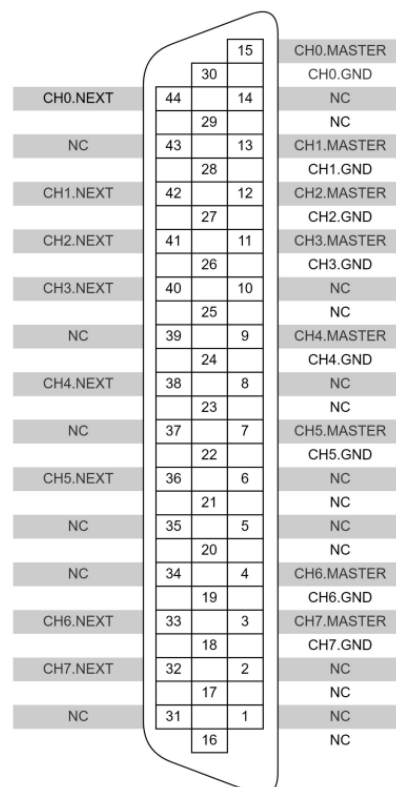 15 CH0.MASTER
30 CH0.GND
CH0.NEXT 44 14 NC
29 NC
NC 43 13 CH1.MASTER
28 CH1.GND
CH1.NEXT 42 12 CH2.MASTER
27 CH2.GND
CH2.NEXT 41 11 CH3.MASTER
26 CH3.GND
CH3.NEXT 40 10 NC
25 NC
NC 39 9 CH4.MASTER
24 CH4.GND
CH4.NEXT 38 8 NC
23 NC
NC 37 7 CH5.MASTER
22 CH5.GND
CH5.NEXT 36 6 NC
21 NC
NC 35 5 NC
20 NC
NC 34 4 CH6.MASTER
19 CH6.GND
CH6.NEXT 33 3 CH7.MASTER
18 CH7.GND
CH7.NEXT 32 2 NC
17 NC
NC 31 1 NC
16 NC